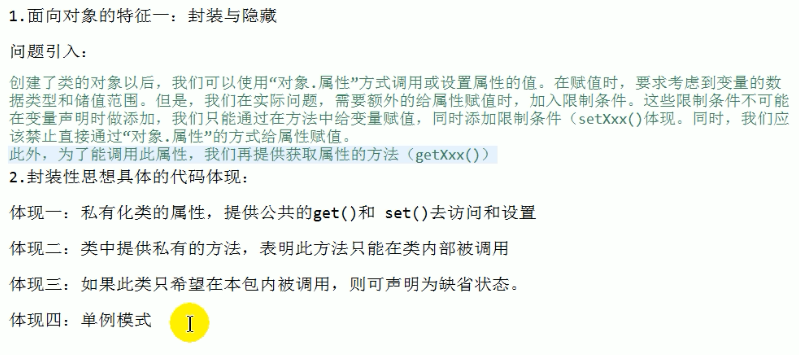 1.面向对象的特征一：封装与隐藏
问题引入：
创建了类的对象以后，我们可以使用“对象.属性”方式调用或设置属性的值。在赋值时，要求考虑到变量的数
据类型和储值范围。但是，我们在实际问题，需要额外的给属性赋值时，加入限制条件。这些限制条件不可能
在变量声明时做添加，我们只能通过在方法中给变量赋值，同时添加限制条件（setXxx()体现。同时，我们应
该禁止直接通过“对象.属性”的方式给属性赋值。
此外，为了能调用此属性，我们再提供获取属性的方法（getXxx()）
2.封装性思想具体的代码体现：
体现一：私有化类的属性，提供公共的get()和 set()去访问和设置
体现二：类中提供私有的方法，表明此方法只能在类内部被调用
体现三：如果此类只希望在本包内被调用，则可声明为缺省状态。
体现四：单例模式